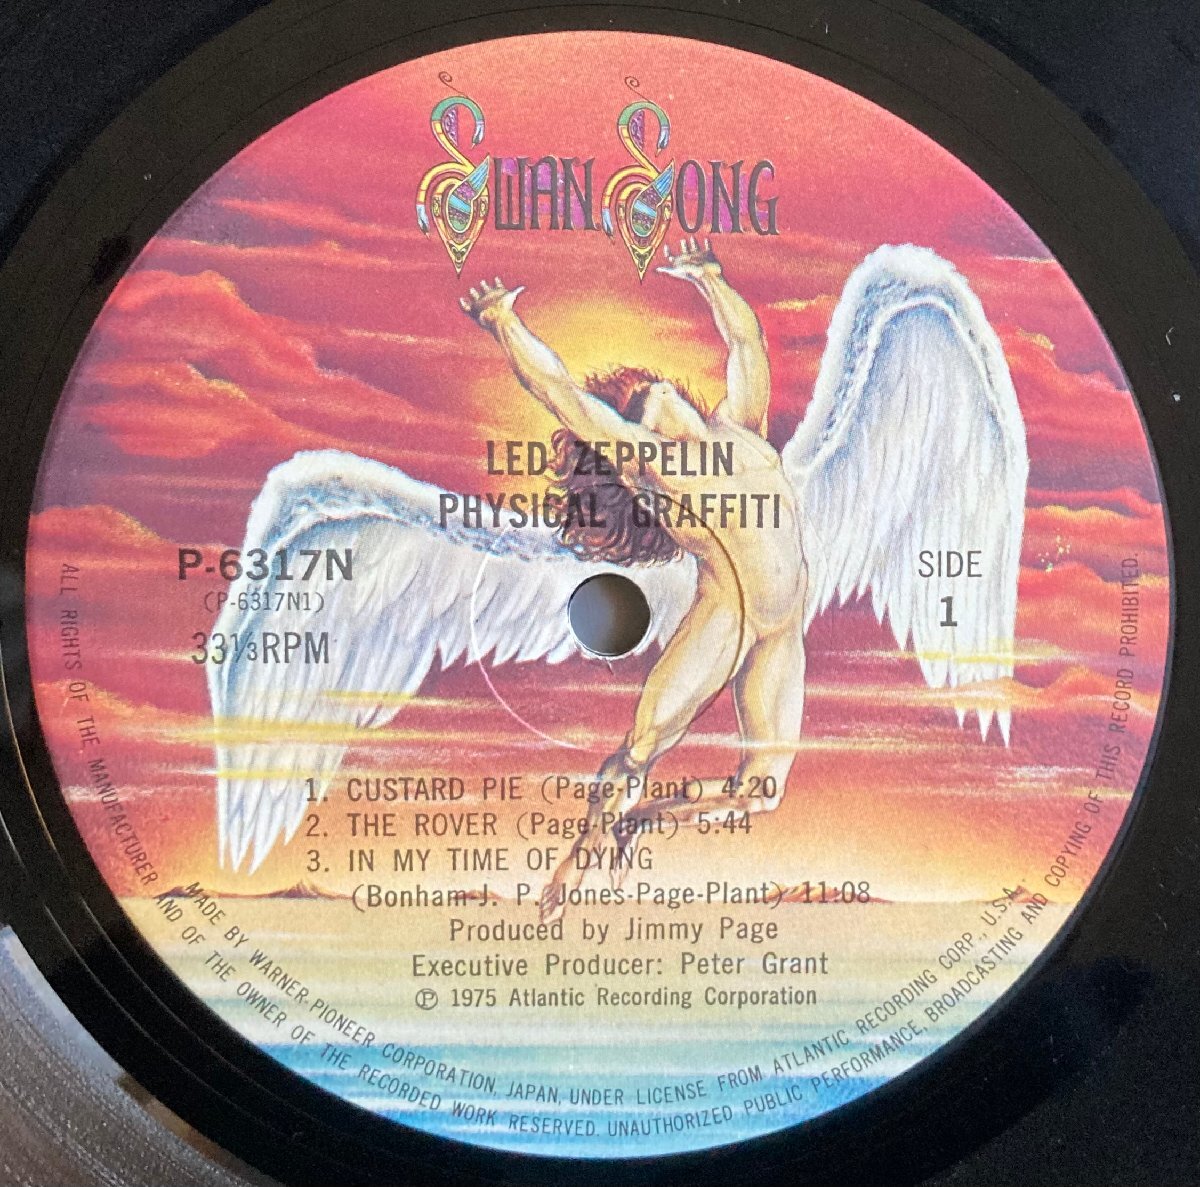 SWAN SONG
LED ZEPPELIN
PHYSICAL GRAFFITI
P-6317N
(P-6317N1)
33⅓RPM
SIDE
1
1. CUSTARD PIE (Page-Plant) 4:20
2. THE ROVER (Page-Plant) 5:44
3. IN MY TIME OF DYING
(Bonham-J. P. Jones-Page-Plant) 11:08
Produced by Jimmy Page
Executive Producer: Peter Grant
℗ 1975 Atlantic Recording Corporation
MADE BY WARNER-PIONEER CORPORATION, JAPAN, UNDER LICENSE FROM ATLANTIC RECORDING CORP., U.S.A.
ALL RIGHTS OF THE MANUFACTURER AND OF THE OWNER OF THE RECORDED WORK RESERVED. UNAUTHORIZED PUBLIC PERFORMANCE, BROADCASTING AND COPYING OF THIS RECORD PROHIBITED.